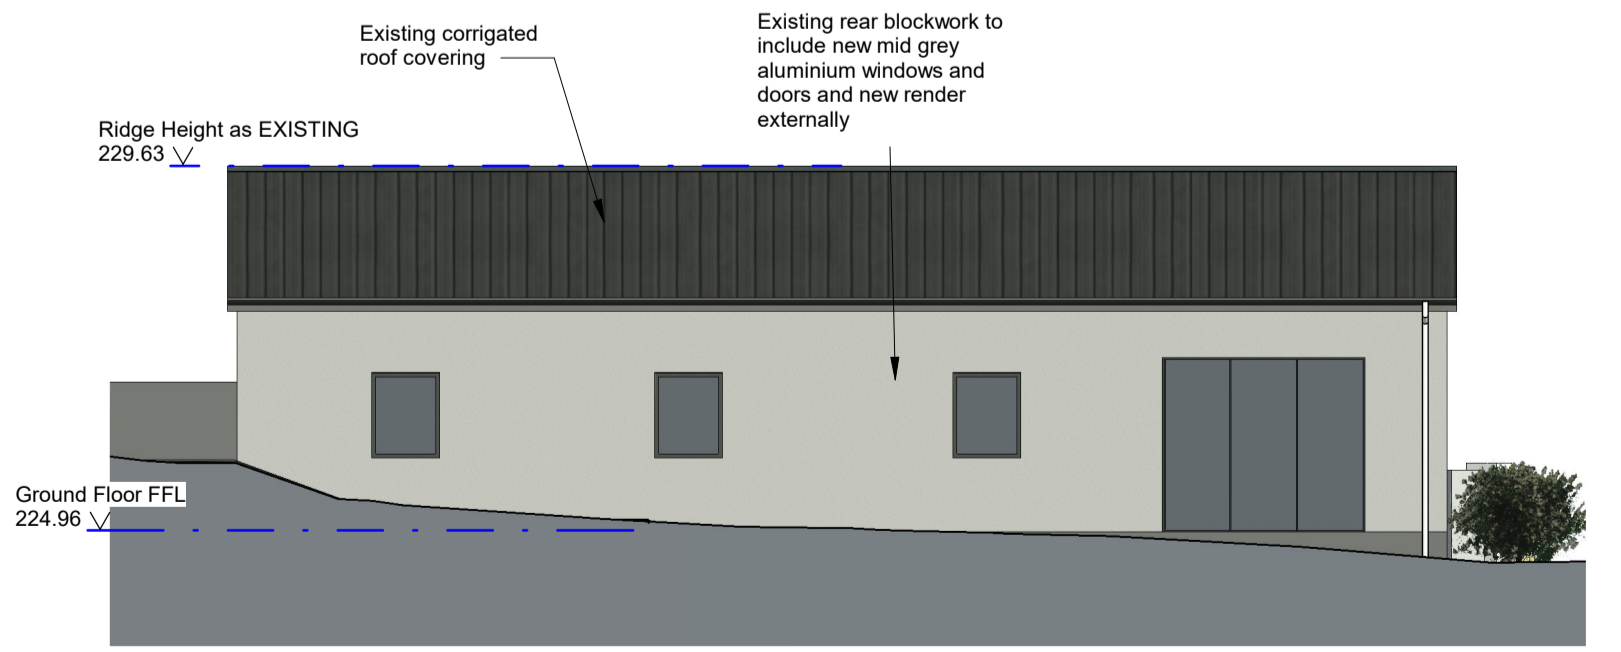 Existing corrigated
roof covering
Existing rear blockwork to
include new mid grey
aluminium windows and
doors and new render
externally
Ridge Height as EXISTING
229.63
Ground Floor FFL
224.96